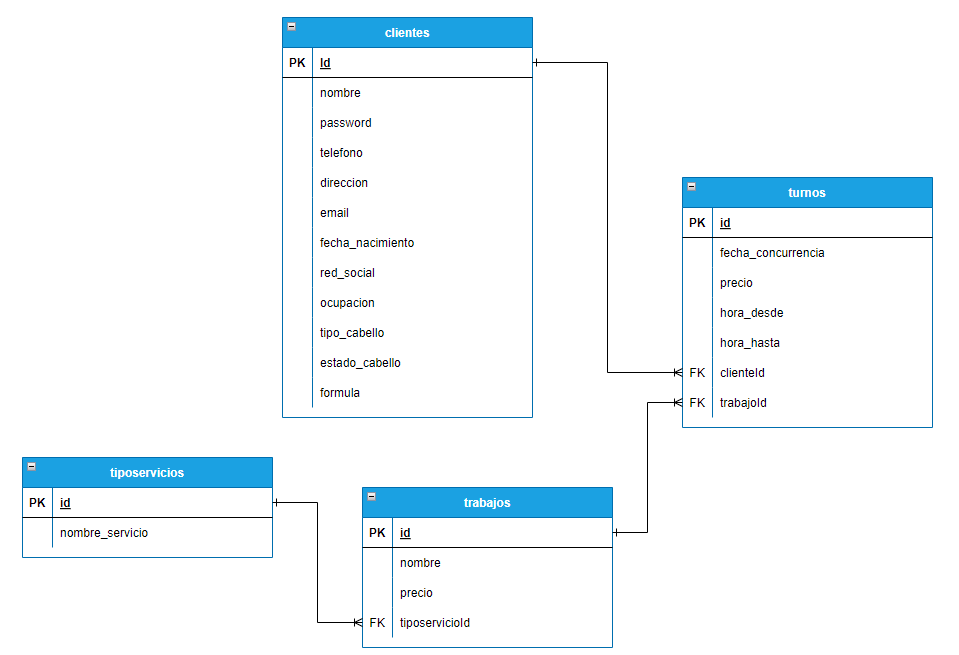 clientes
PK Id
nombre
password
telefono
direccion
email
fecha_nacimiento
red_social
ocupacion
tipo_cabello
estado_cabello
formula
turnos
PK id
fecha_concurrencia
precio
hora_desde
hora_hasta
FK clienteId
FK trabajoId
tiposervicios
PK id
nombre_servicio
trabajos
PK id
nombre
precio
FK tiposervicioId